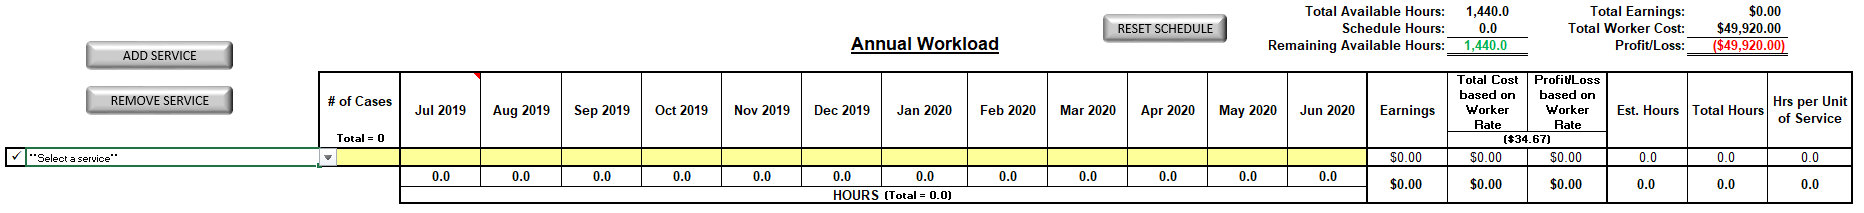 Total Available Hours: 1,440.0 Total Earnings: $0.00
RESET SCHEDULE Schedule Hours: 0.0 Total Worker Cost: $49,920.00
Annual Workload Remaining Available Hours: 1,440.0 Profit/Loss: ($49,920.00)
ADD SERVICE
REMOVE SERVICE
# of Cases
Total = 0
Jul 2019 Aug 2019 Sep 2019 Oct 2019 Nov 2019 Dec 2019 Jan 2020 Feb 2020 Mar 2020 Apr 2020 May 2020 Jun 2020 Earnings
Total Cost
based on
Worker
Rate
Profit/Loss
based on
Worker
Rate
($34.67)
Est. Hours Total Hours
Hrs per Unit
of Service
✓ **Select a service** $0.00 $0.00 $0.00 0.0 0.0 0.0
0.0 0.0 0.0 0.0 0.0 0.0 0.0 0.0 0.0 0.0 0.0 0.0
$0.00 $0.00 $0.00 0.0 0.0 0.0
HOURS (Total = 0.0)